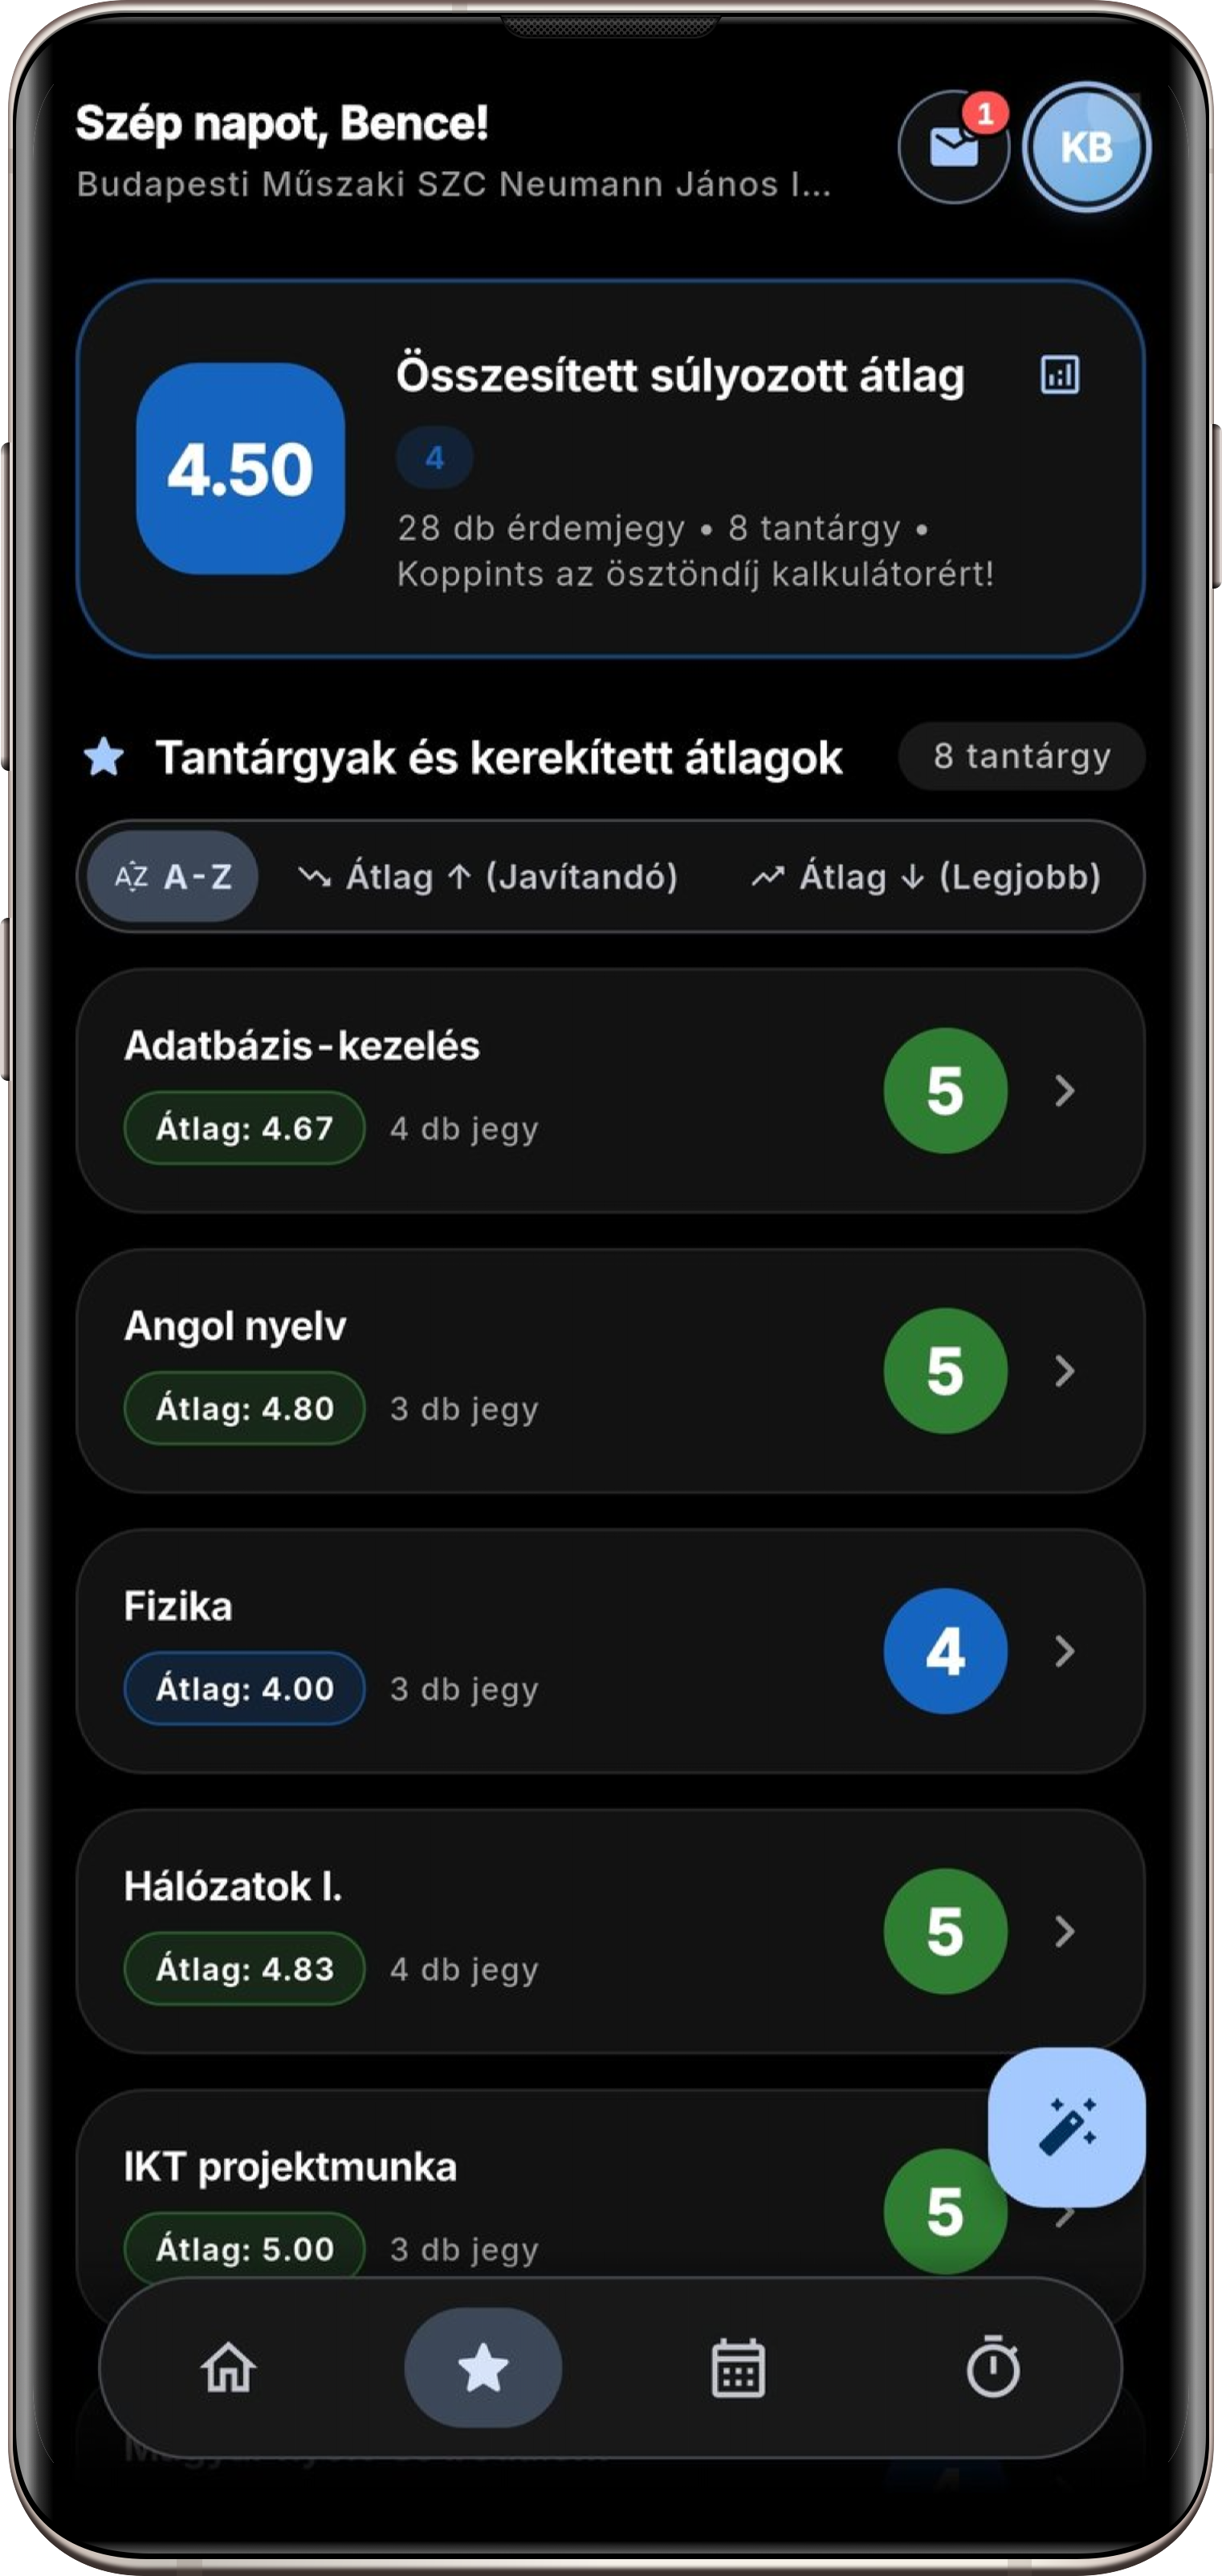 Szép napot, Bence!
Budapesti Műszaki SZC Neumann János I...
1
KB
4.50
Összesített súlyozott átlag
4
28 db érdemjegy • 8 tantárgy •
Koppints az ösztöndíj kalkulátorért!
Tantárgyak és kerekített átlagok
8 tantárgy
AZ A-Z
Átlag ↑ (Javítandó)
Átlag ↓ (Legjobb)
Adatbázis-kezelés
Átlag: 4.67 4 db jegy
5
Angol nyelv
Átlag: 4.80 3 db jegy
5
Fizika
Átlag: 4.00 3 db jegy
4
Hálózatok I.
Átlag: 4.83 4 db jegy
5
IKT projektmunka
Átlag: 5.00 3 db jegy
5